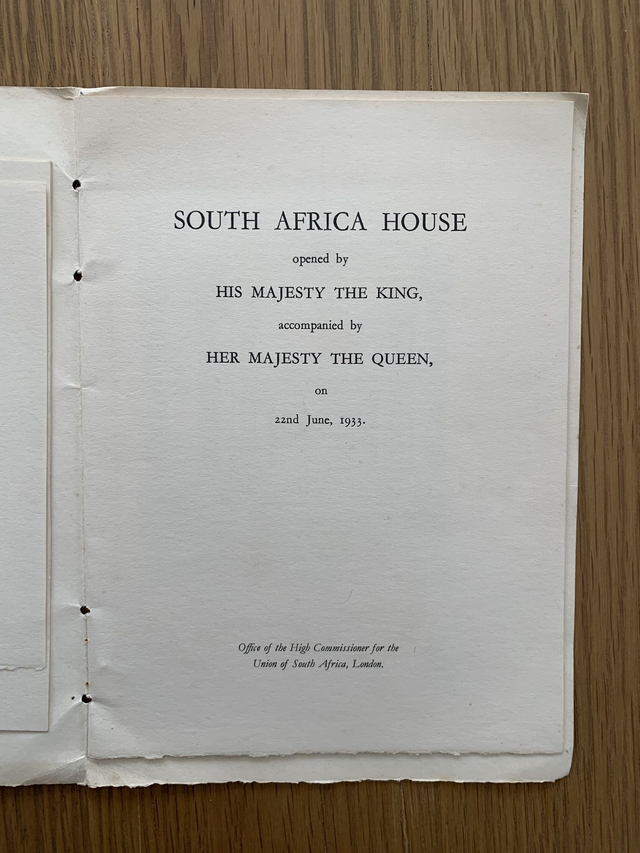 SOUTH AFRICA HOUSE
opened by
HIS MAJESTY THE KING,
accompanied by
HER MAJESTY THE QUEEN,
on
22nd June, 1933.
Office of the High Commissioner for the
Union of South Africa, London.